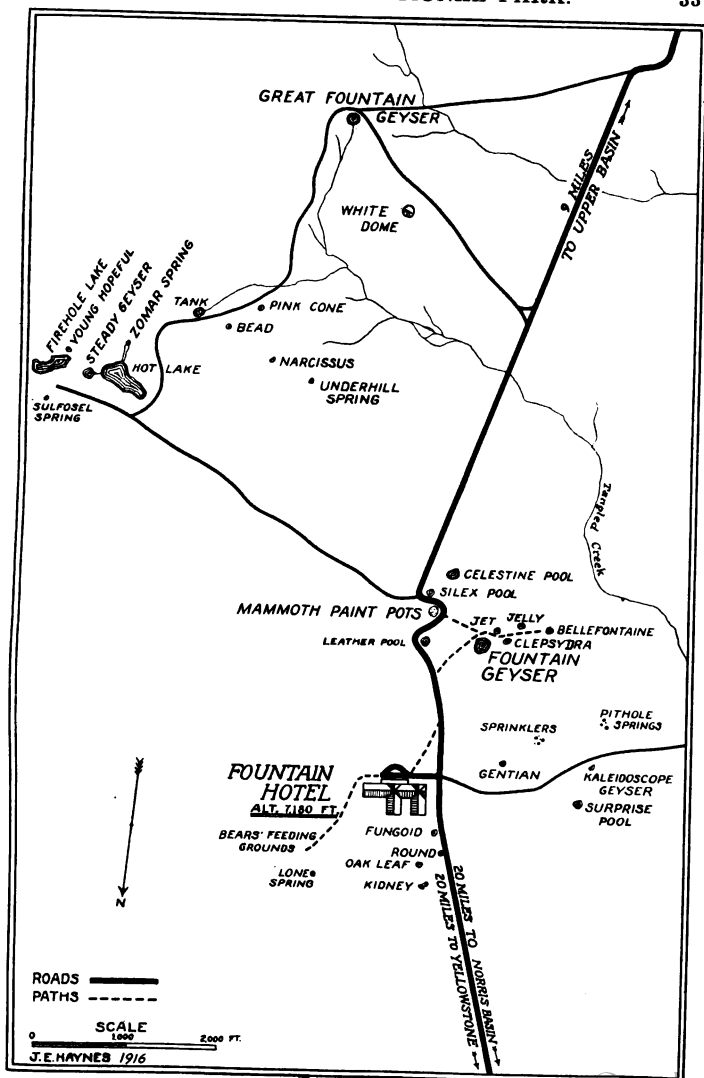 PARK.
GREAT FOUNTAIN
GEYSER
9 MILES
TO UPPER BASIN
WHITE
DOME
FIREHOLE LAKE
YOUNG HOPEFUL
STEADY GEYSER
ZOMAR SPRING
TANK
PINK CONE
BEAD
HOT LAKE
NARCISSUS
UNDERHILL
SPRING
SULFOSEL
SPRING
Tangled Creek
CELESTINE POOL
SILEX POOL
MAMMOTH PAINT POTS
JET
JELLY
BELLEFONTAINE
LEATHER POOL
CLEPSYDRA
FOUNTAIN
GEYSER
SPRINKLERS
PITHOLE
SPRINGS
FOUNTAIN
HOTEL
ALT. 7,180 FT.
GENTIAN
KALEIDOSCOPE
GEYSER
SURPRISE
POOL
BEARS' FEEDING
GROUNDS
FUNGOID
ROUND
LONE
SPRING
OAK LEAF
KIDNEY
20 MILES TO NORRIS BASIN
20 MILES TO YELLOWSTONE
N
ROADS
PATHS
SCALE
0 1,000 2,000 FT.
J.E.HAYNES 1916